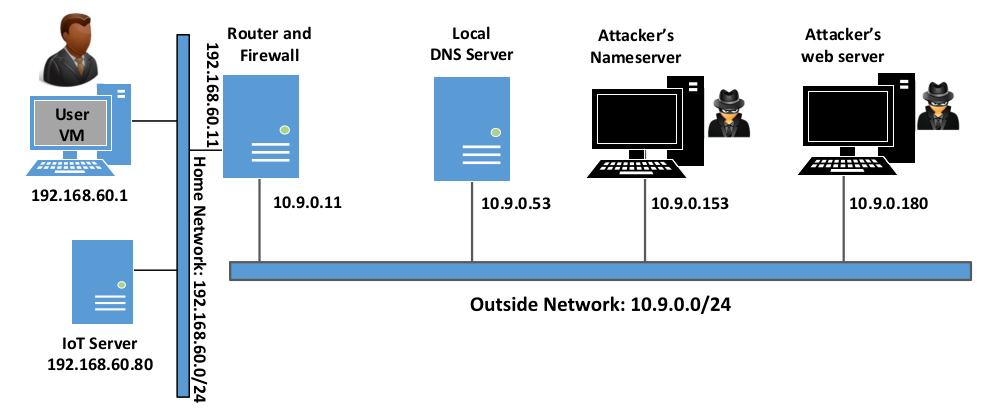 Router and
Firewall
Local
DNS Server
Attacker's
Nameserver
Attacker's
web server
User
VM
192.168.60.1
192.168.60.11
10.9.0.11
10.9.0.53
10.9.0.153
10.9.0.180
Home Network: 192.168.60.0/24
IoT Server
192.168.60.80
Outside Network: 10.9.0.0/24